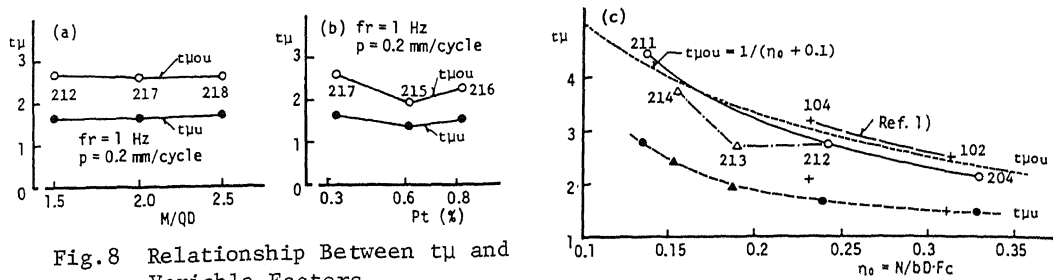 (a)
tμ
3
2
1
0
tμou
212
217
218
tμu
fr = 1 Hz
p = 0.2 mm/cycle
1.5
2.0
2.5
M/QD
(b)
fr = 1 Hz
p = 0.2 mm/cycle
tμ
3
2
1
0
tμou
217
215
216
tμu
0.3
0.6
0.8
Pt (%)
(c)
tμ
4
3
2
1
211
tμou = 1/(η₀ + 0.1)
214
104
Ref. 1)
213
212
102
204
tμou
tμu
0.1
0.15
0.2
0.25
0.3
0.35
η₀ = N/bD·Fc
Fig.8 Relationship Between tμ and
Variable Factors